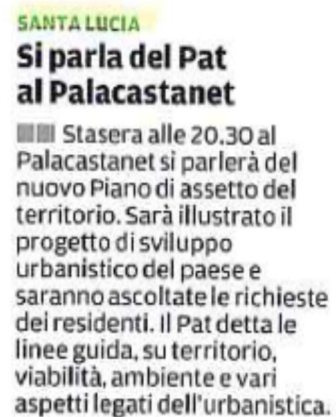 SANTA LUCIA
Si parla del Pat
al Palacastanet
Stasera alle 20.30 al
Palacastanet si parlerà del
nuovo Piano di assetto del
territorio. Sarà illustrato il
progetto di sviluppo
urbanistico del paese e
saranno ascoltate le richieste
dei residenti. Il Pat detta le
linee guida, su territorio,
viabilità, ambiente e vari
aspetti legati dell'urbanistica.